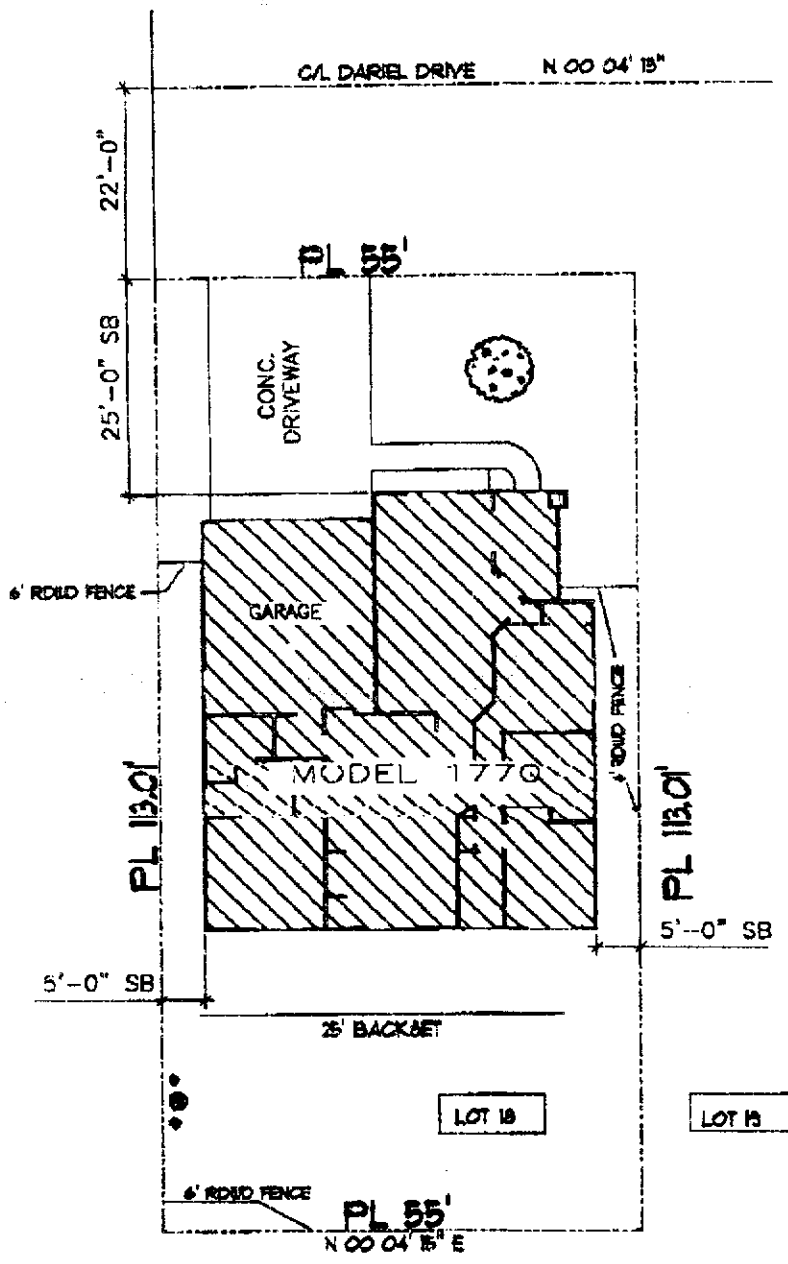 C/L DARIEL DRIVE N 00 04' 15"
22'-0"
PL 55'
25'-0" SB
CONC.
DRIVEWAY
6' RDWD FENCE
GARAGE
6' RDWD FENCE
MODEL 1770
PL 113.01'
PL 113.01'
5'-0" SB
5'-0" SB
25' BACKSET
LOT 18
LOT
6' RDWD FENCE
PL 55'
N 00 04' 15" E